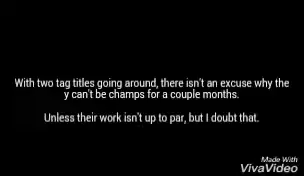 With two tag titles going around, there isn't an excuse why the
y can't be champs for a couple months.
Unless their work isn't up to par, but I doubt that.
Made With
VivaVideo